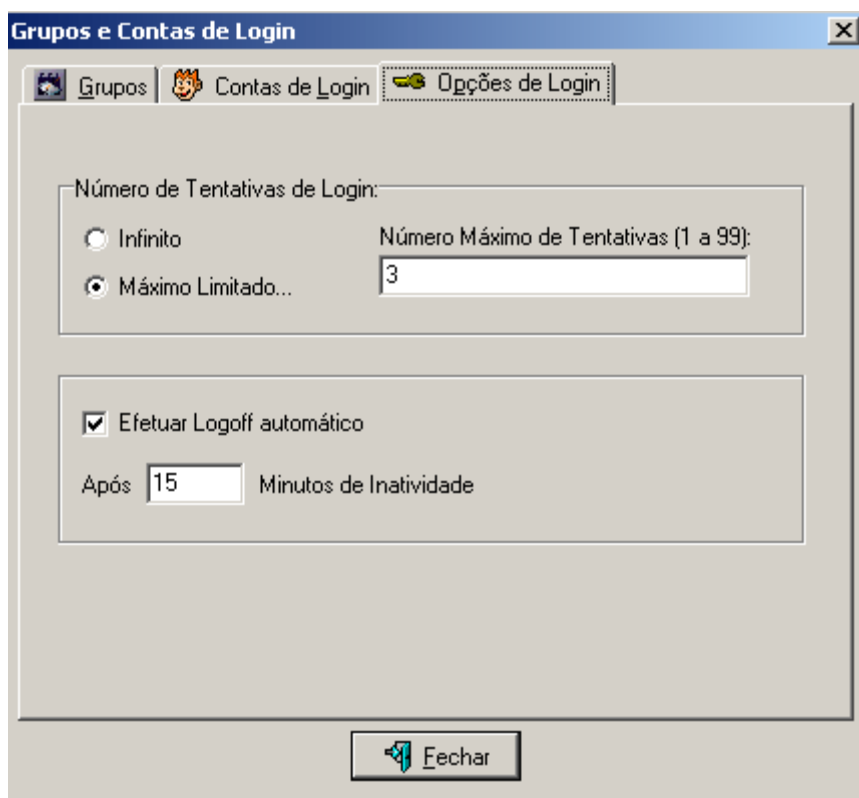 Grupos e Contas de Login
Grupos
Contas de Login
Opções de Login
Número de Tentativas de Login:
Infinito
Número Máximo de Tentativas (1 a 99):
Máximo Limitado...
3
Efetuar Logoff automático
Após 15 Minutos de Inatividade
Fechar